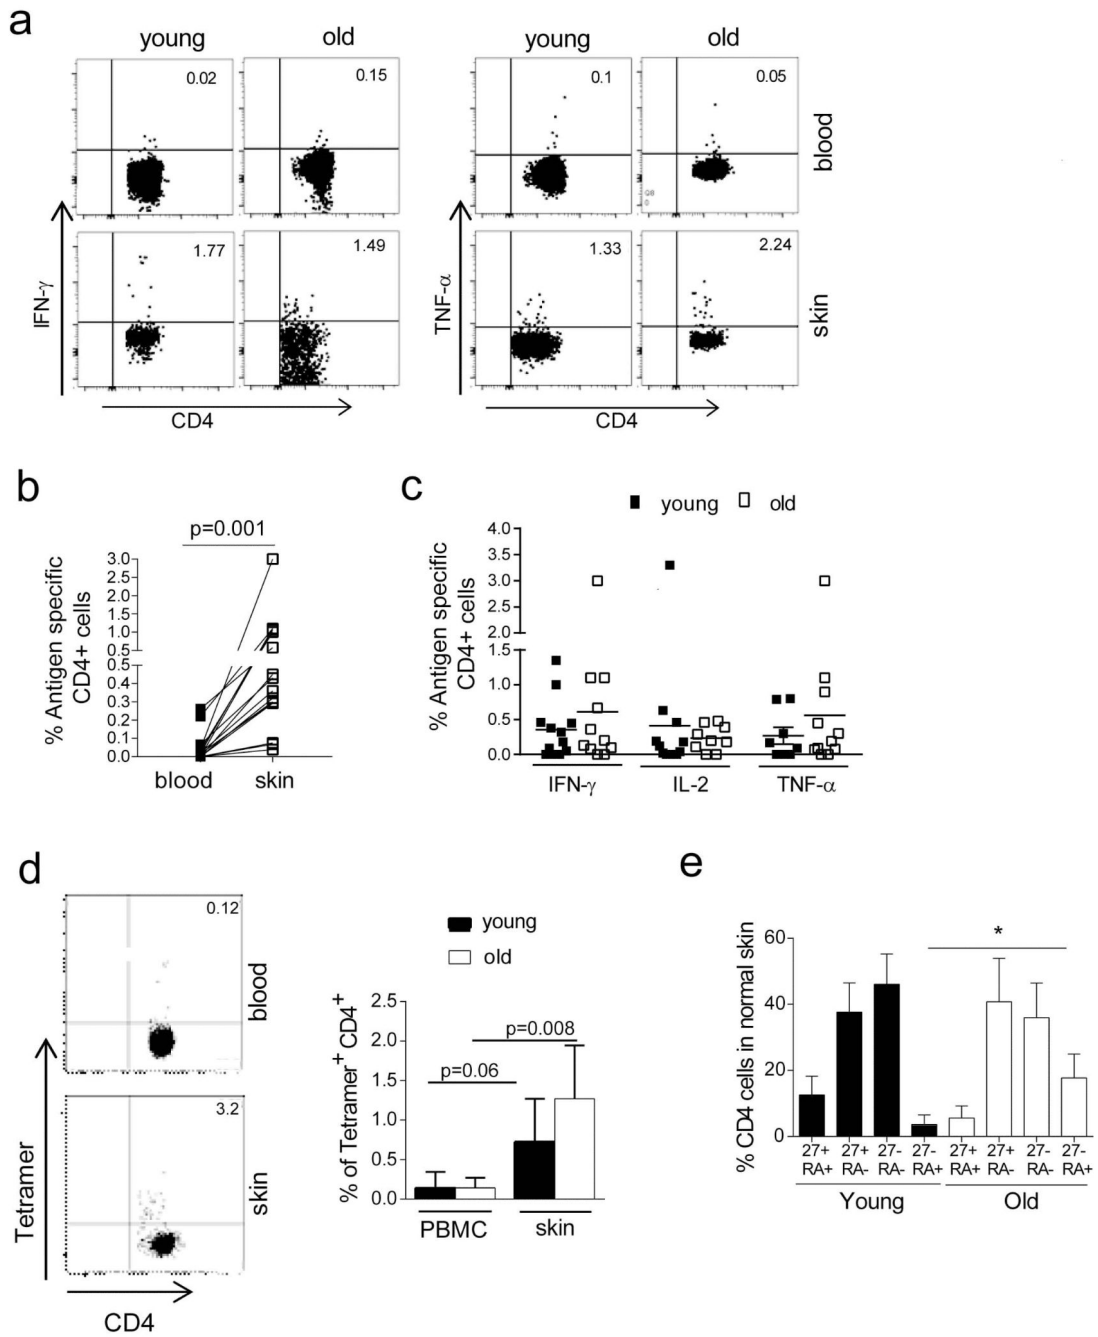 a
young old
young old
0.02
0.15
0.1
0.05
blood
1.77
1.49
1.33
2.24
skin
IFN-γ
TNF-α
CD4
CD4
b
p=0.001
% Antigen specific
CD4+ cells
3.0
2.5
2.0
1.5
1.0
0.5
0.5
0.4
0.3
0.2
0.1
0.0
blood skin
c
young old
% Antigen specific
CD4+ cells
4.0
3.5
3.0
2.5
2.0
1.5
1.0
0.5
0.0
IFN-γ IL-2 TNF-α
d
0.12
blood
3.2
skin
Tetramer
CD4
young
old
% of Tetramer+ CD4+
2.5
2.0
1.5
1.0
0.5
0.0
p=0.008
p=0.06
PBMC skin
e
% CD4 cells in normal skin
60
40
20
0
*
27+ 27+ 27- 27- 27+ 27+ 27- 27-
RA+ RA- RA- RA+ RA+ RA- RA- RA+
Young Old